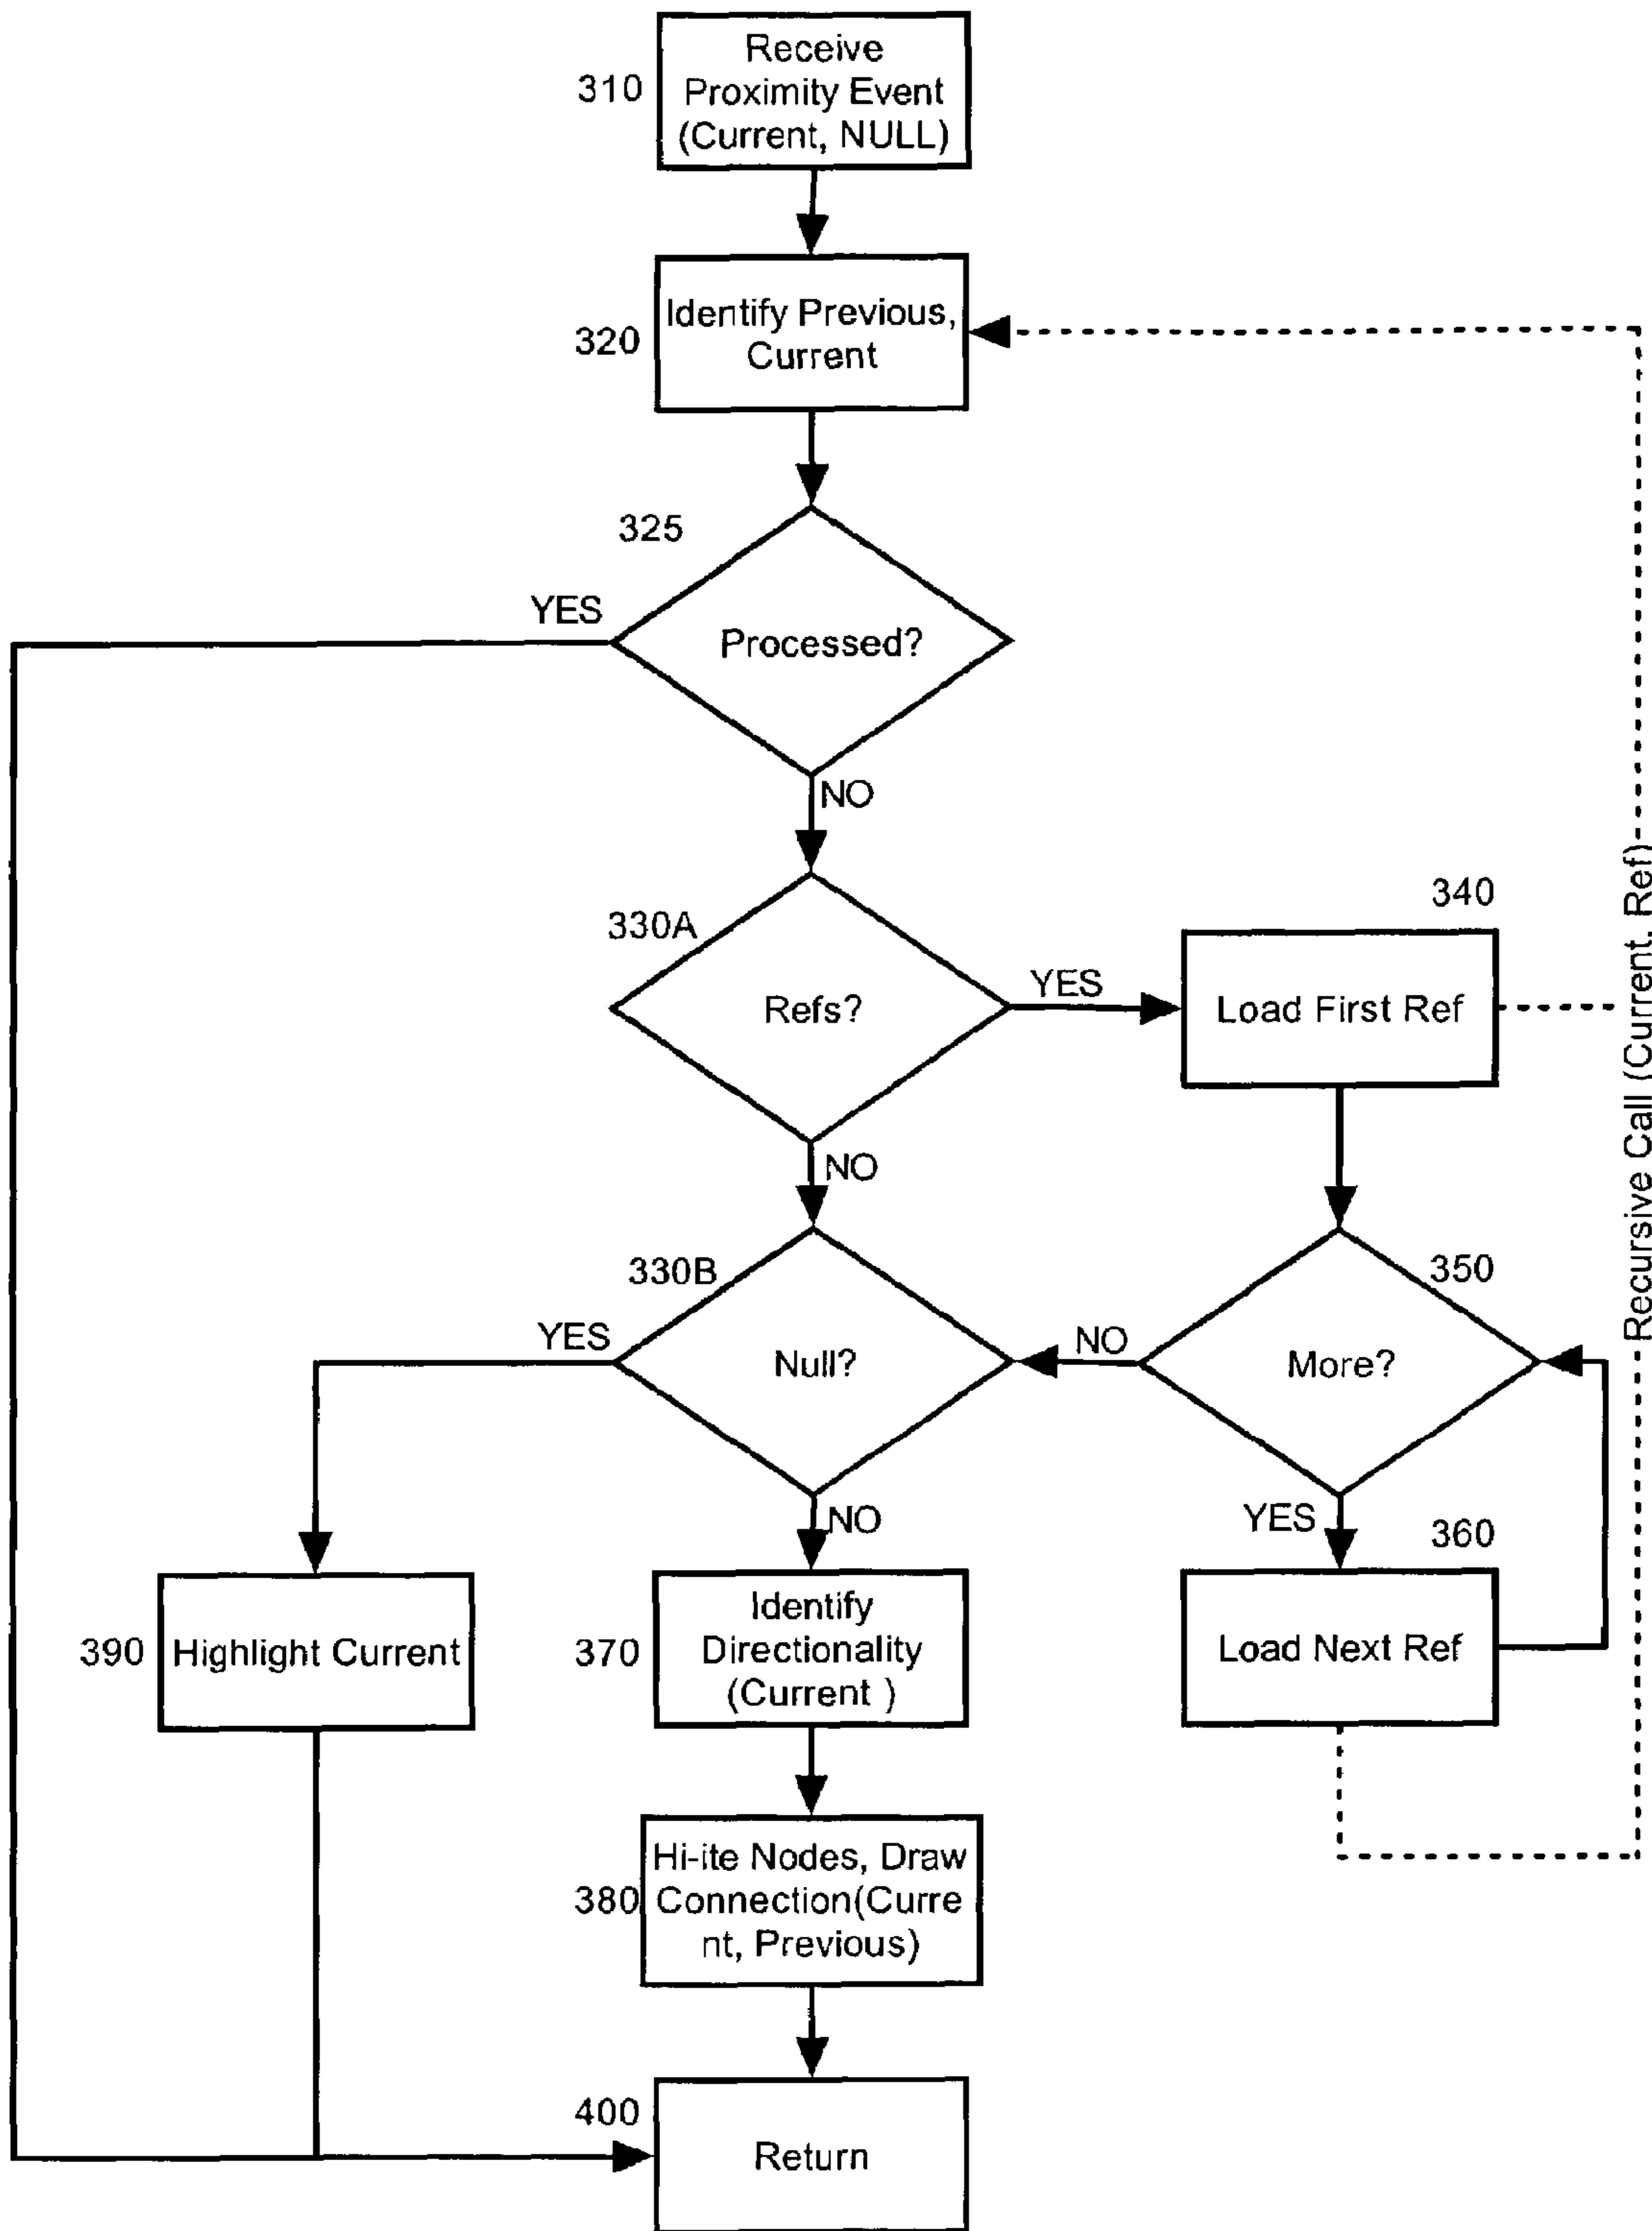 Receive
310
Proximity Event
(Current, NULL)
Identify Previous,
320
Current
325
YES
Processed?
NO
330A
Refs?
YES
340
Load First Ref
Recursive Call (Current, Ref)
NO
330B
YES
Null?
NO
350
More?
NO
YES
360
390
Highlight Current
Identify
370
Directionality
(Current )
Load Next Ref
Hi-ite Nodes, Draw
380
Connection(Curre
nt, Previous)
400
Return